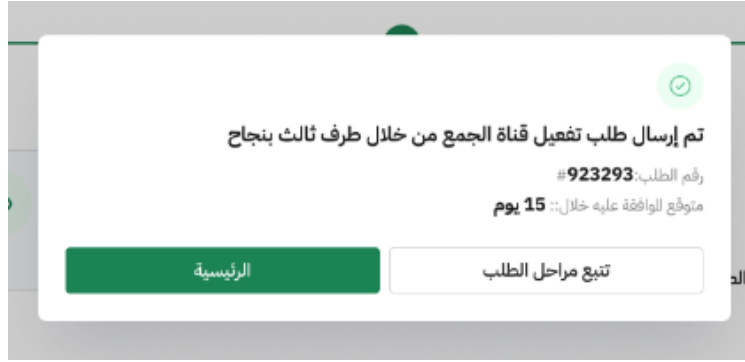 تم إرسال طلب تفعيل قناة الجمع من خلال طرف ثالث بنجاح
رقم الطلب:923293#
متوقع الموافقة عليه خلال:: 15 يوم
تتبع مراحل الطلب
الرئيسية